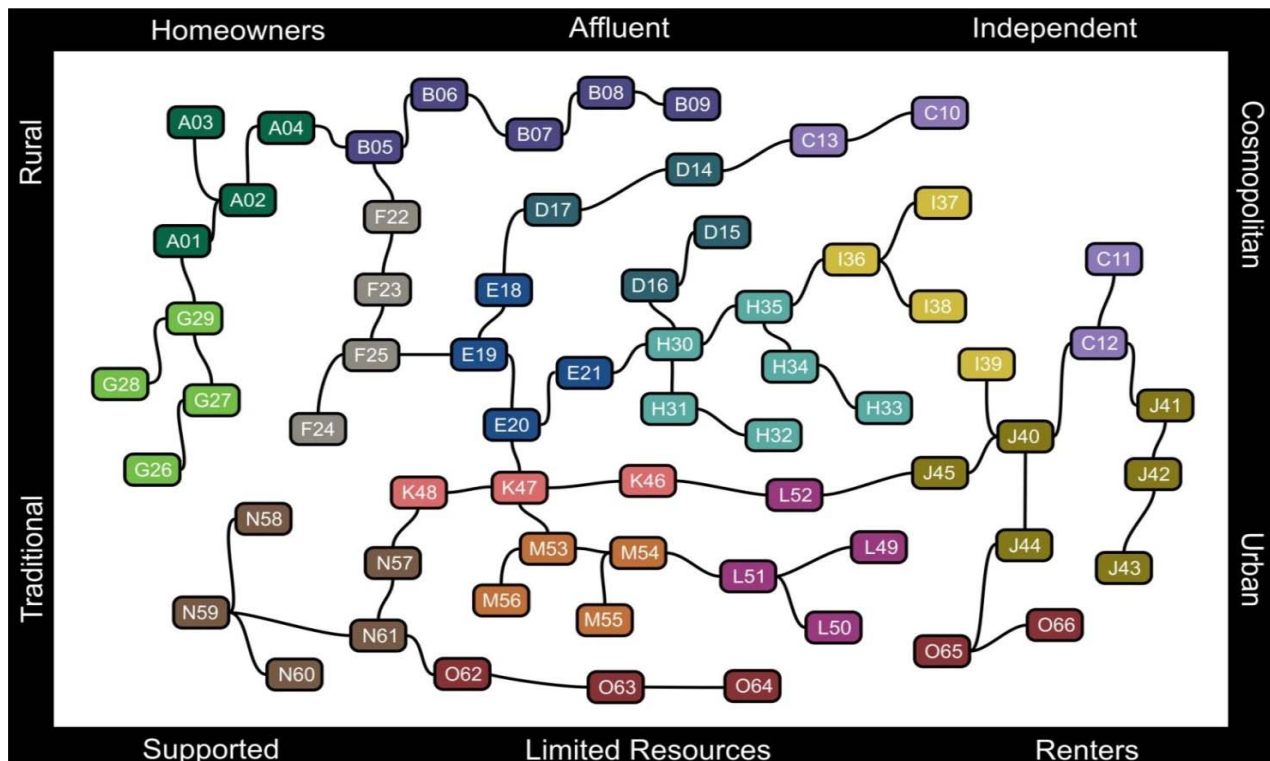 Homeowners
Affluent
Independent
Rural
Cosmopolitan
Traditional
Urban
B06
B08
B09
A03
A04
B05
B07
C13
C10
A02
D14
D17
F22
I37
A01
D15
I36
C11
F23
E18
D16
H35
I38
G29
F25
E19
H30
C12
H34
I39
G28
G27
E21
H31
H33
J41
F24
E20
H32
J40
G26
K48
K47
K46
L52
J45
J42
N58
N57
M53
M54
L49
J44
J43
N59
M56
L51
N61
M55
L50
O66
N60
O62
O63
O64
O65
Supported
Limited Resources
Renters